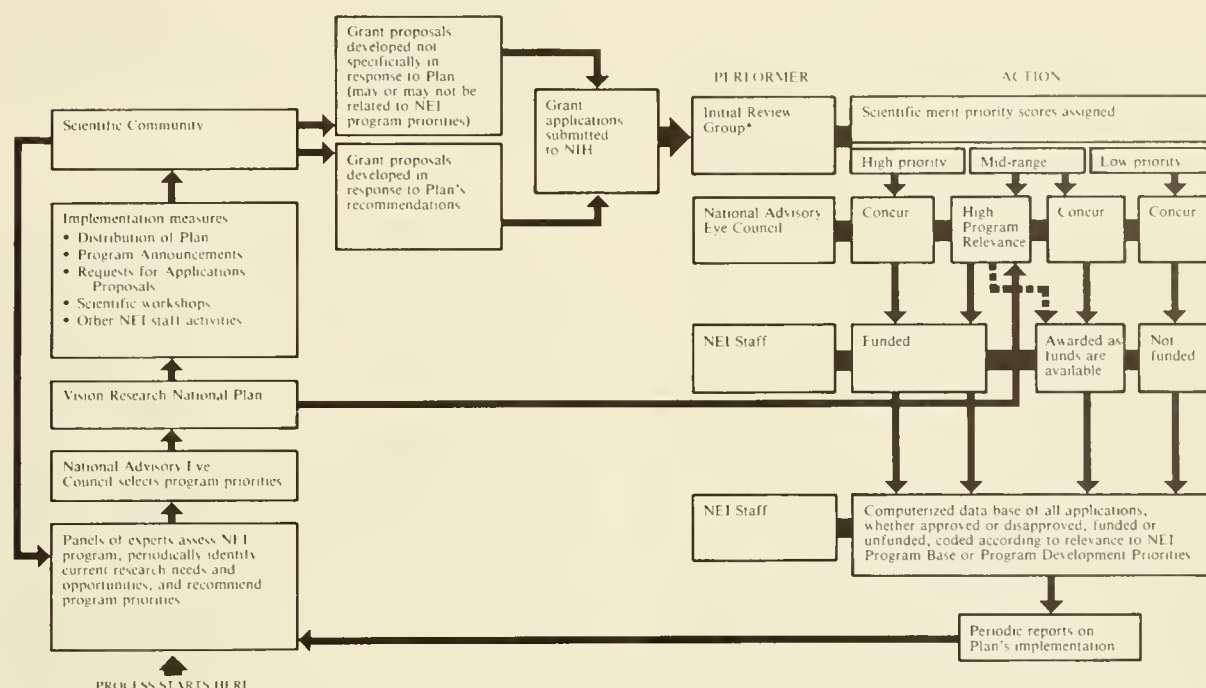 Grant proposals
developed not
specificially in
response to Plan
(may or may not be
related to NEI
program priorities)
Scientific Community
Grant proposals
developed in
response to Plan's
recommendations
Grant
applications
submitted
to NIH
PERFORMER
ACTION
Initial Review
Group*
Scientific merit priority scores assigned
High priority
Mid-range
Low priority
National Advisory
Eye Council
Concur
High
Program
Relevance
Concur
Concur
Implementation measures
• Distribution of Plan
• Program Announcements
• Requests for Applications
Proposals
• Scientific workshops
• Other NEI staff activities
NEI Staff
Funded
Awarded as
funds are
available
Not
funded
Vision Research National Plan
National Advisory Eye
Council selects program priorities
Panels of experts assess NEI
program, periodically identify
current research needs and
opportunities, and recommend
program priorities
PROCESS STARTS HERE
NEI Staff
Computerized data base of all applications,
whether approved or disapproved, funded or
unfunded, coded according to relevance to NEI
Program Base or Program Development Priorities
Periodic reports on
Plan's implementation